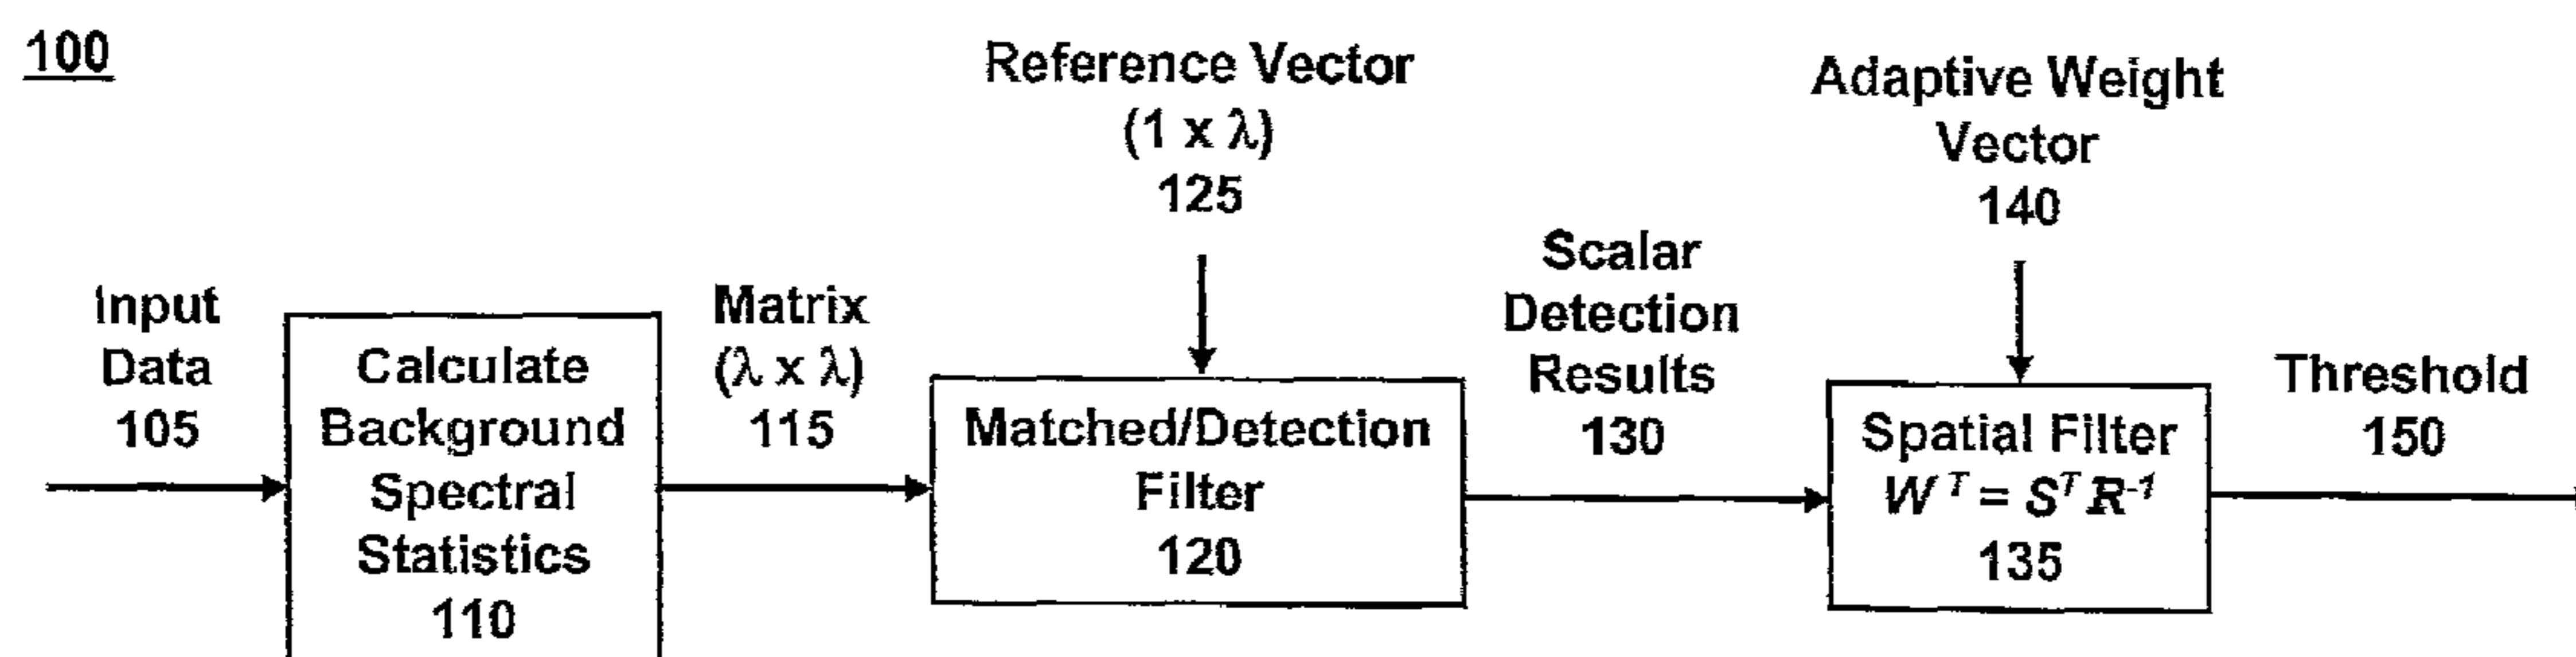 100
Input
Data
105
Calculate
Background
Spectral
Statistics
110
Matrix
(λ x λ)
115
Reference Vector
(1 x λ)
125
Matched/Detection
Filter
120
Scalar
Detection
Results
130
Adaptive Weight
Vector
140
Spatial Filter
W^T = S^T R^-1
135
Threshold
150